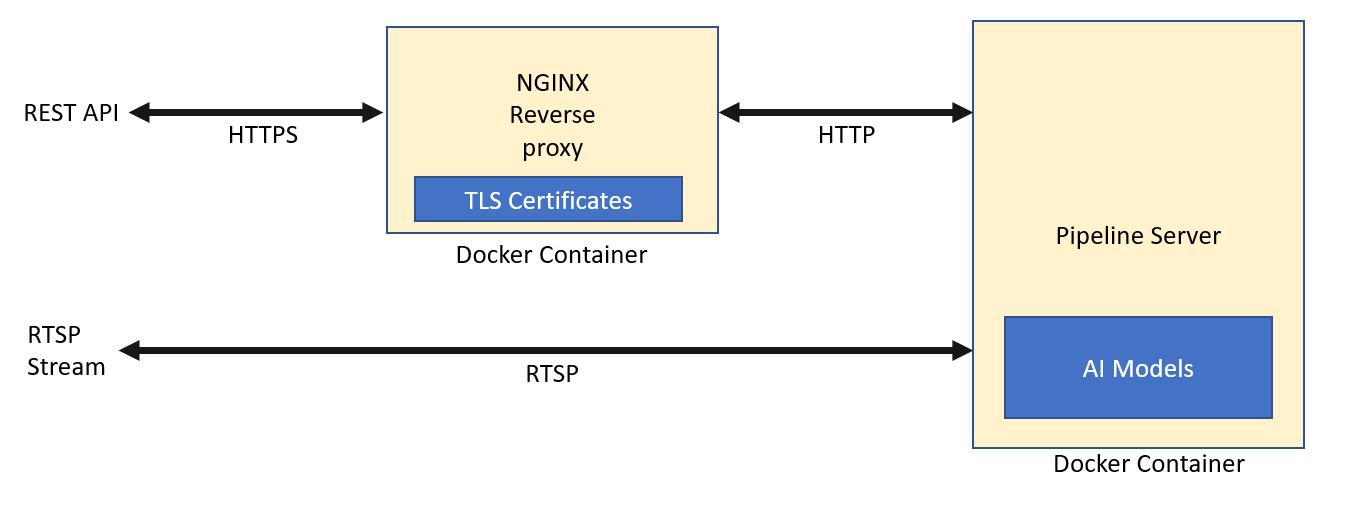 REST API
HTTPS
NGINX
Reverse
proxy
TLS Certificates
Docker Container
HTTP
Pipeline Server
AI Models
Docker Container
RTSP
Stream
RTSP